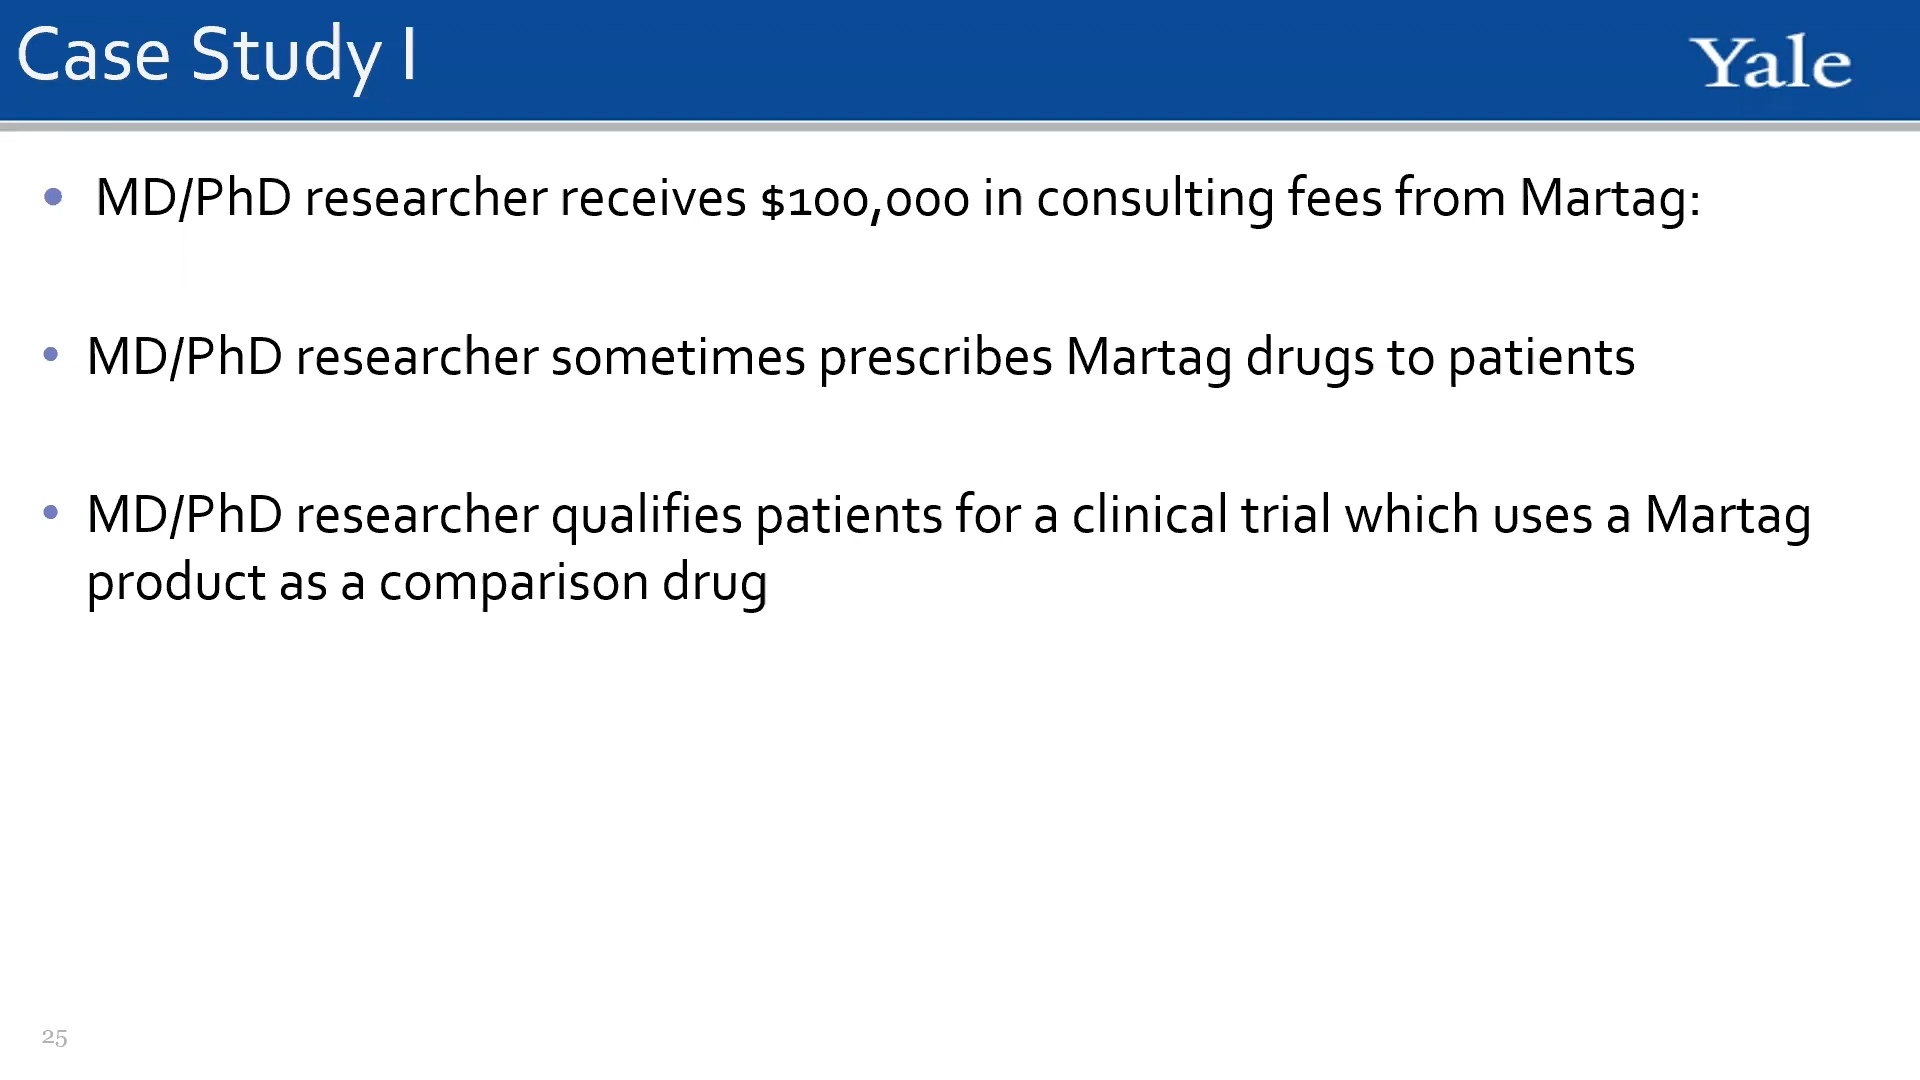 Case Study I
Yale
• MD/PhD researcher receives $100,000 in consulting fees from Martag:
• MD/PhD researcher sometimes prescribes Martag drugs to patients
• MD/PhD researcher qualifies patients for a clinical trial which uses a Martag
product as a comparison drug
25